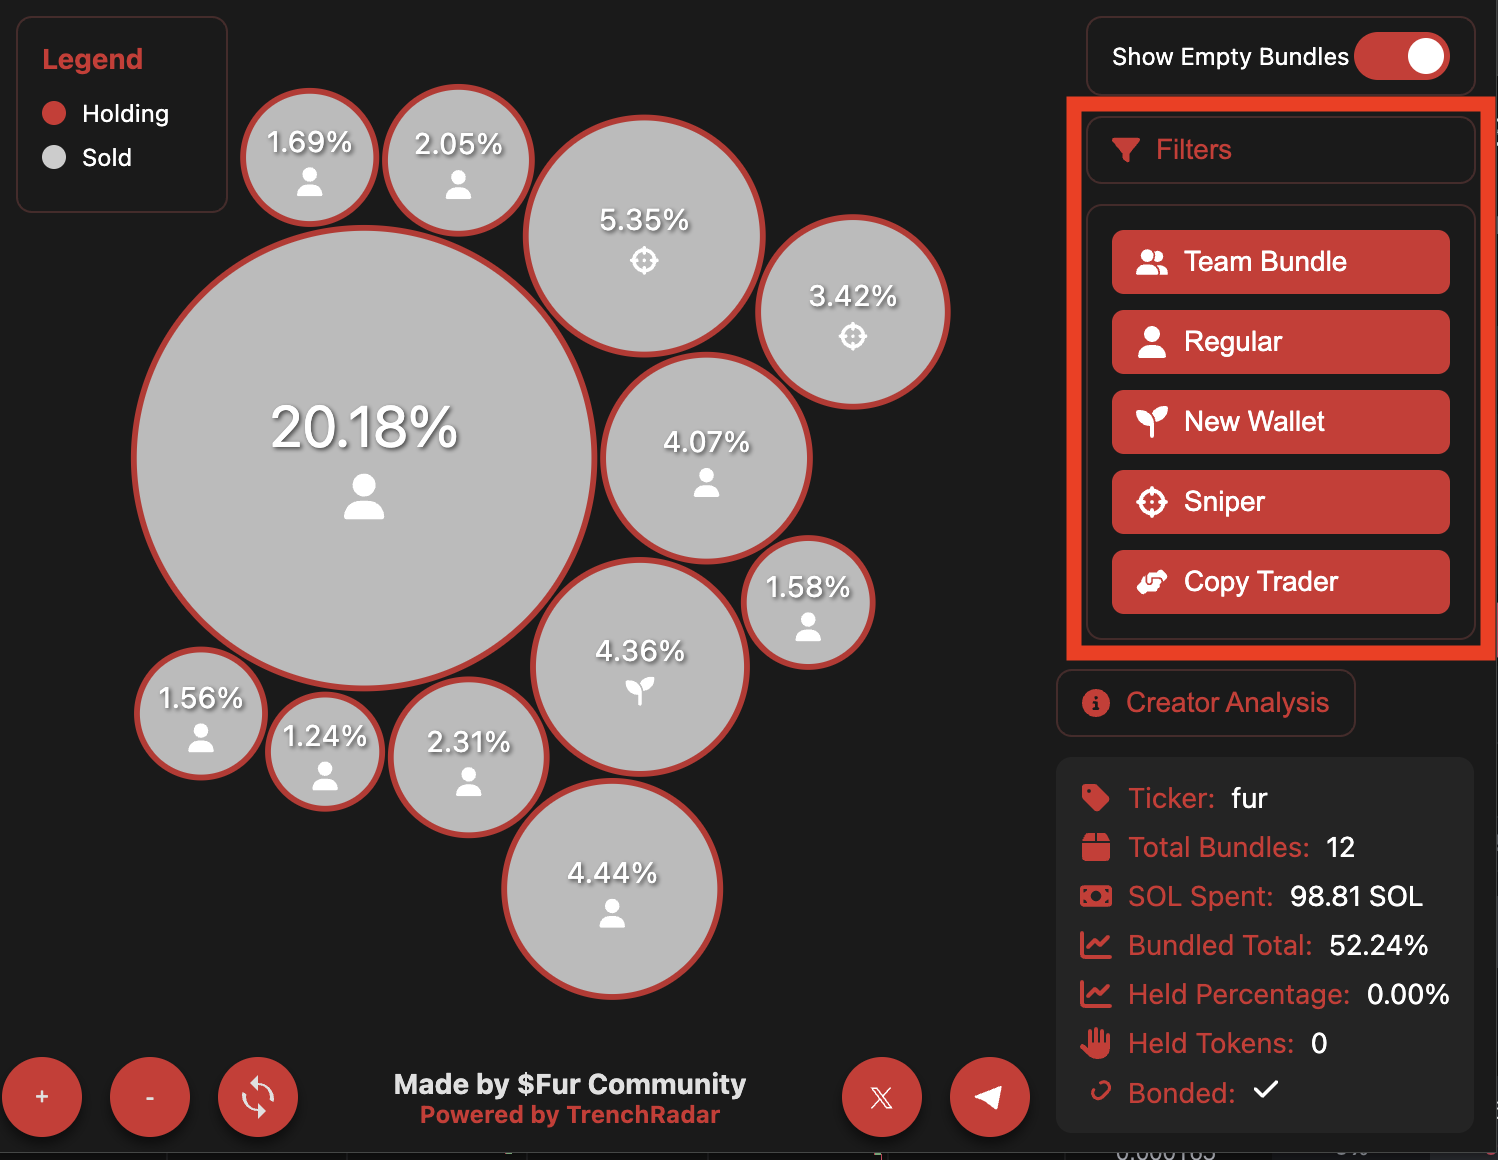 Legend
Holding
Sold
Show Empty Bundles
Filters
Team Bundle
Regular
New Wallet
Sniper
Copy Trader
Creator Analysis
Ticker: fur
Total Bundles: 12
SOL Spent: 98.81 SOL
Bundled Total: 52.24%
Held Percentage: 0.00%
Held Tokens: 0
Bonded:
1.69%
2.05%
5.35%
3.42%
20.18%
4.07%
1.58%
4.36%
1.56%
1.24%
2.31%
4.44%
+
-
Made by $Fur Community
Powered by TrenchRadar